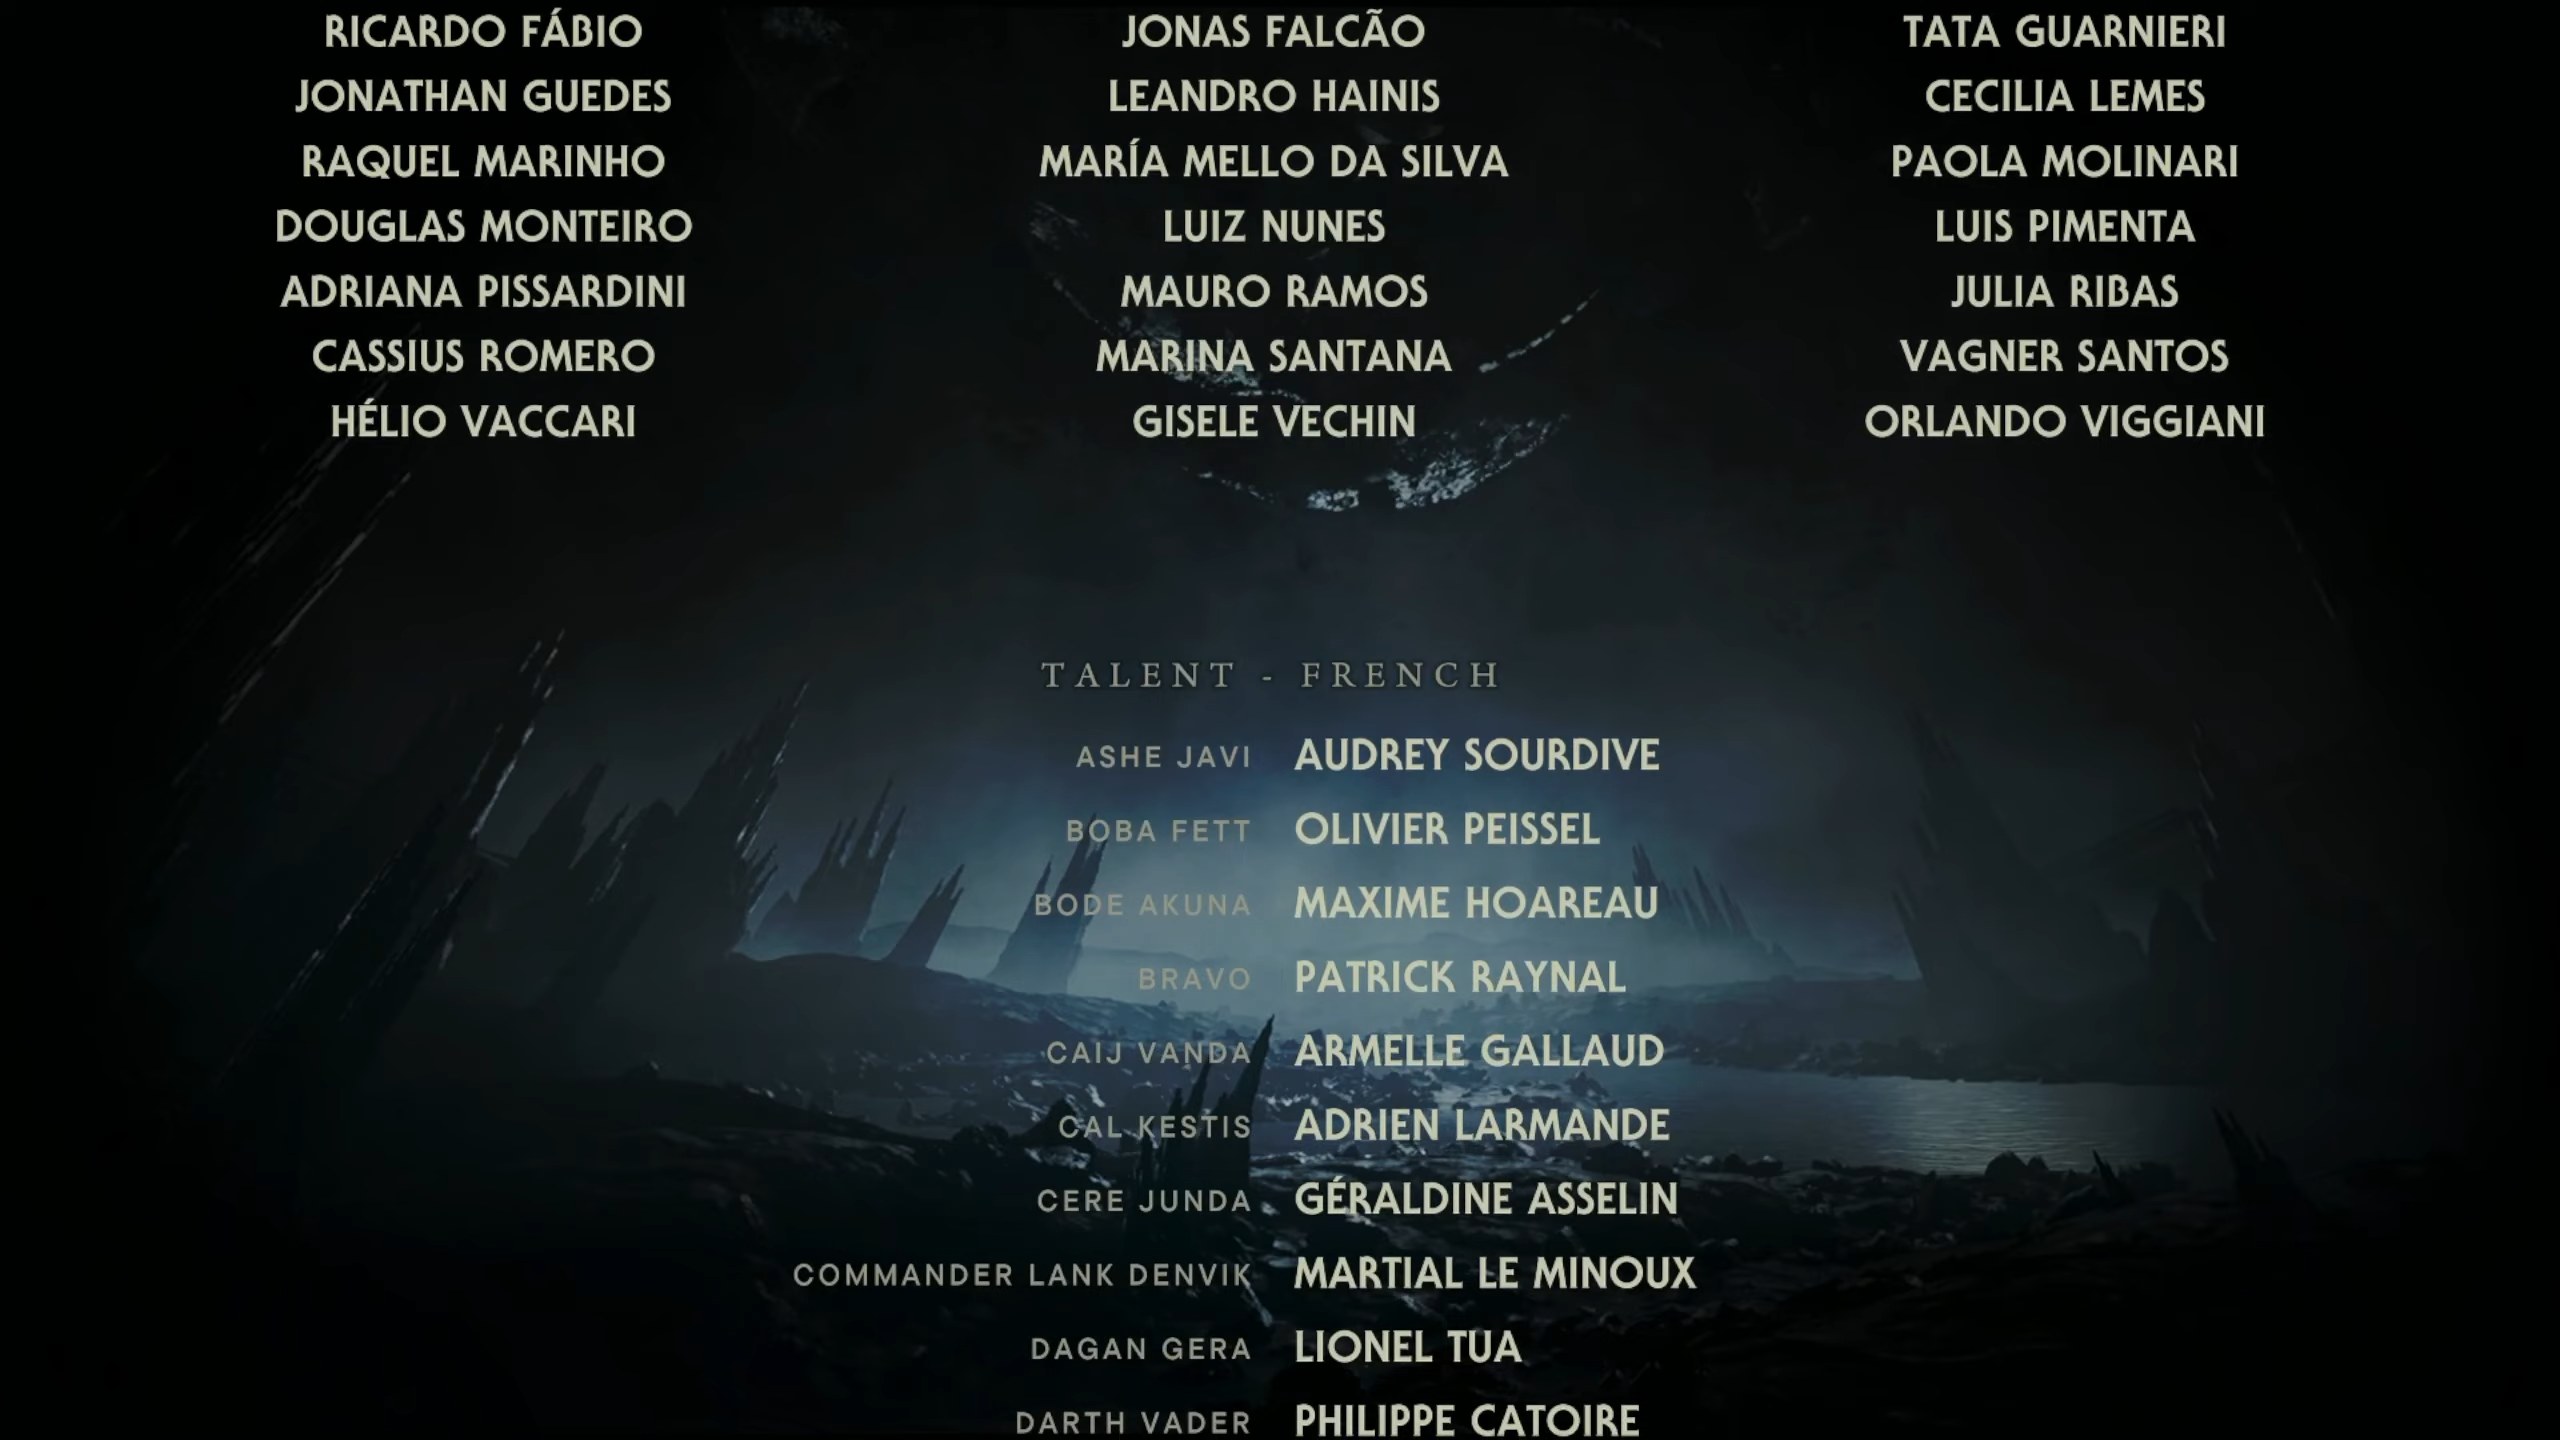 RICARDO FÁBIO JONAS FALCÃO TATA GUARNIERI
JONATHAN GUEDES LEANDRO HAINIS CECILIA LEMES
RAQUEL MARINHO MARÍA MELLO DA SILVA PAOLA MOLINARI
DOUGLAS MONTEIRO LUIZ NUNES LUIS PIMENTA
ADRIANA PISSARDINI MAURO RAMOS JULIA RIBAS
CASSIUS ROMERO MARINA SANTANA VAGNER SANTOS
HÉLIO VACCARI GISELE VECHIN ORLANDO VIGGIANI
TALENT - FRENCH
ASHE JAVI AUDREY SOURDIVE
BOBA FETT OLIVIER PEISSEL
BODE AKUNA MAXIME HOAREAU
BRAVO PATRICK RAYNAL
CAIJ VANDA ARMELLE GALLAUD
CAL KESTIS ADRIEN LARMANDE
CERE JUNDA GÉRALDINE ASSELIN
COMMANDER LANK DENVIK MARTIAL LE MINOUX
DAGAN GERA LIONEL TUA
DARTH VADER PHILIPPE CATOIRE